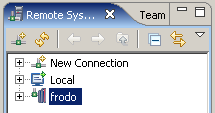 Remote Sys... Team
New Connection
Local
frodo